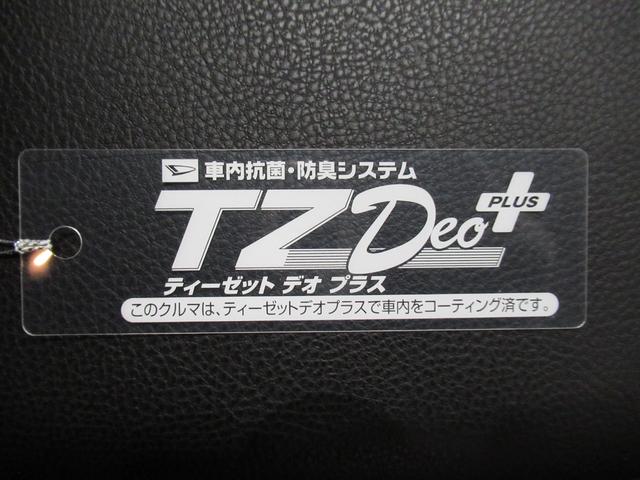 車内抗菌・防臭システム
TZ Deo PLUS
ティーゼット デオ プラス
このクルマは、ティーゼットデオプラスで車内をコーティング済です。